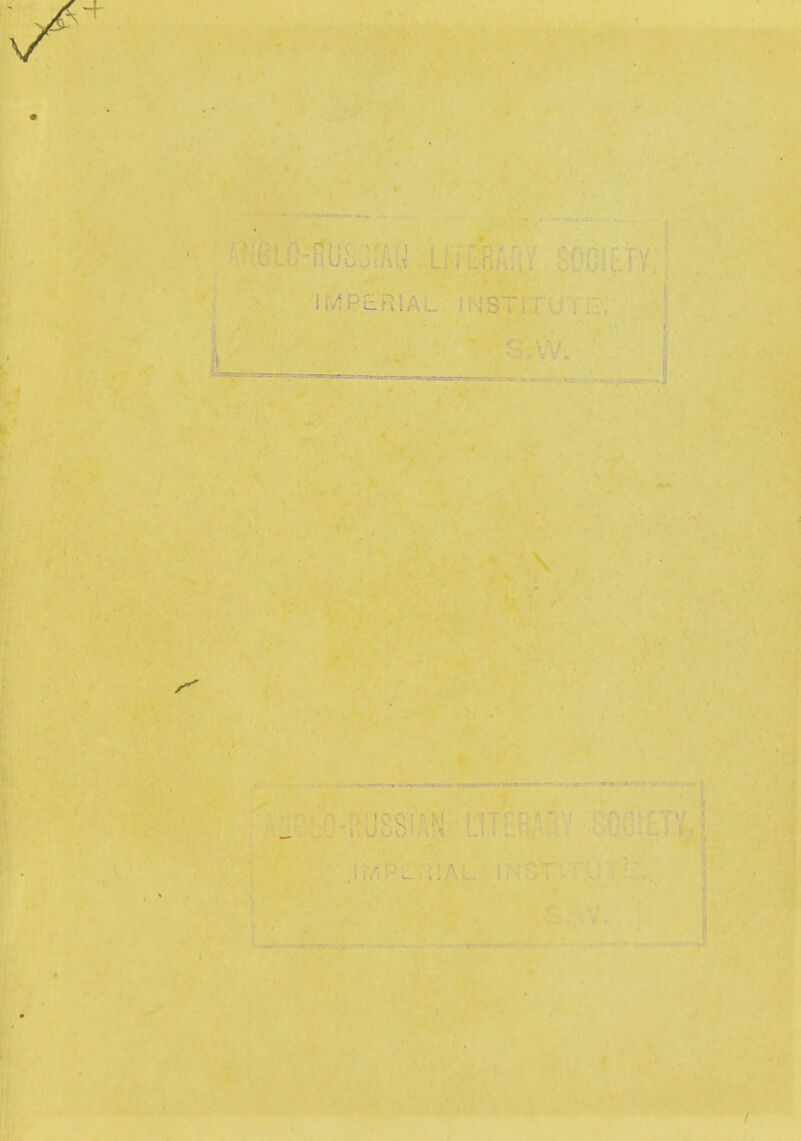 ANGLO-RUSSIAN LITERARY SOCIETY,
IMPERIAL INSTITUTE,
S.W.
ANGLO-RUSSIAN LITERARY SOCIETY,
IMPERIAL INSTITUTE,
S.W.